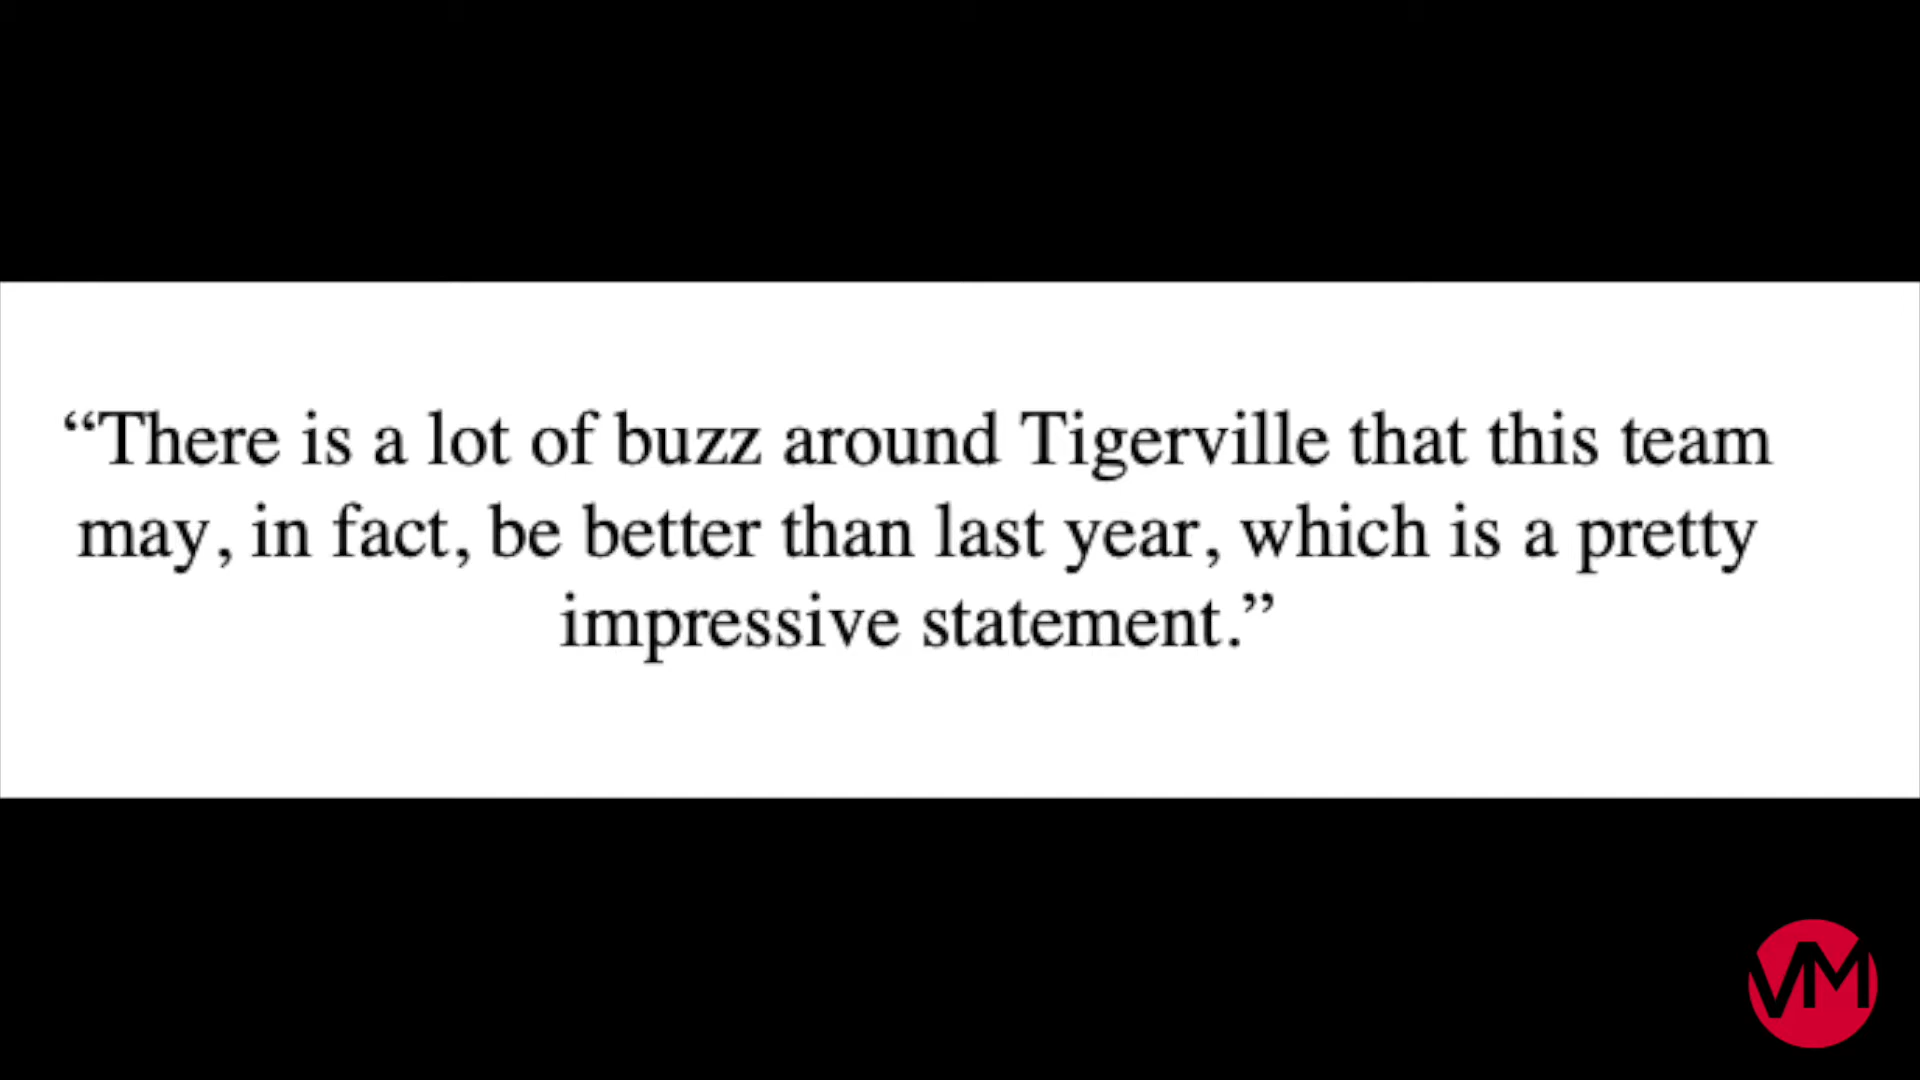 “There is a lot of buzz around Tigerville that this team
may, in fact, be better than last year, which is a pretty
impressive statement.”
VM